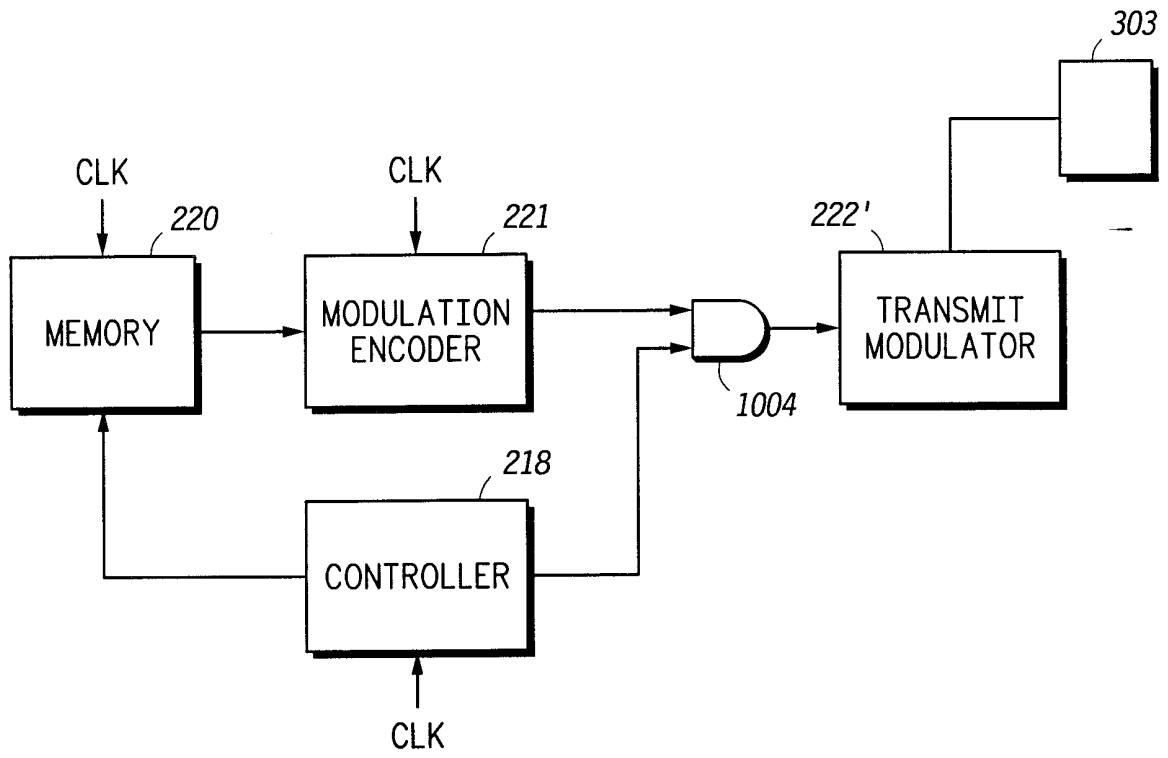 303
CLK
CLK
220
221
222'
MEMORY
MODULATION
ENCODER
TRANSMIT
MODULATOR
1004
218
CONTROLLER
CLK